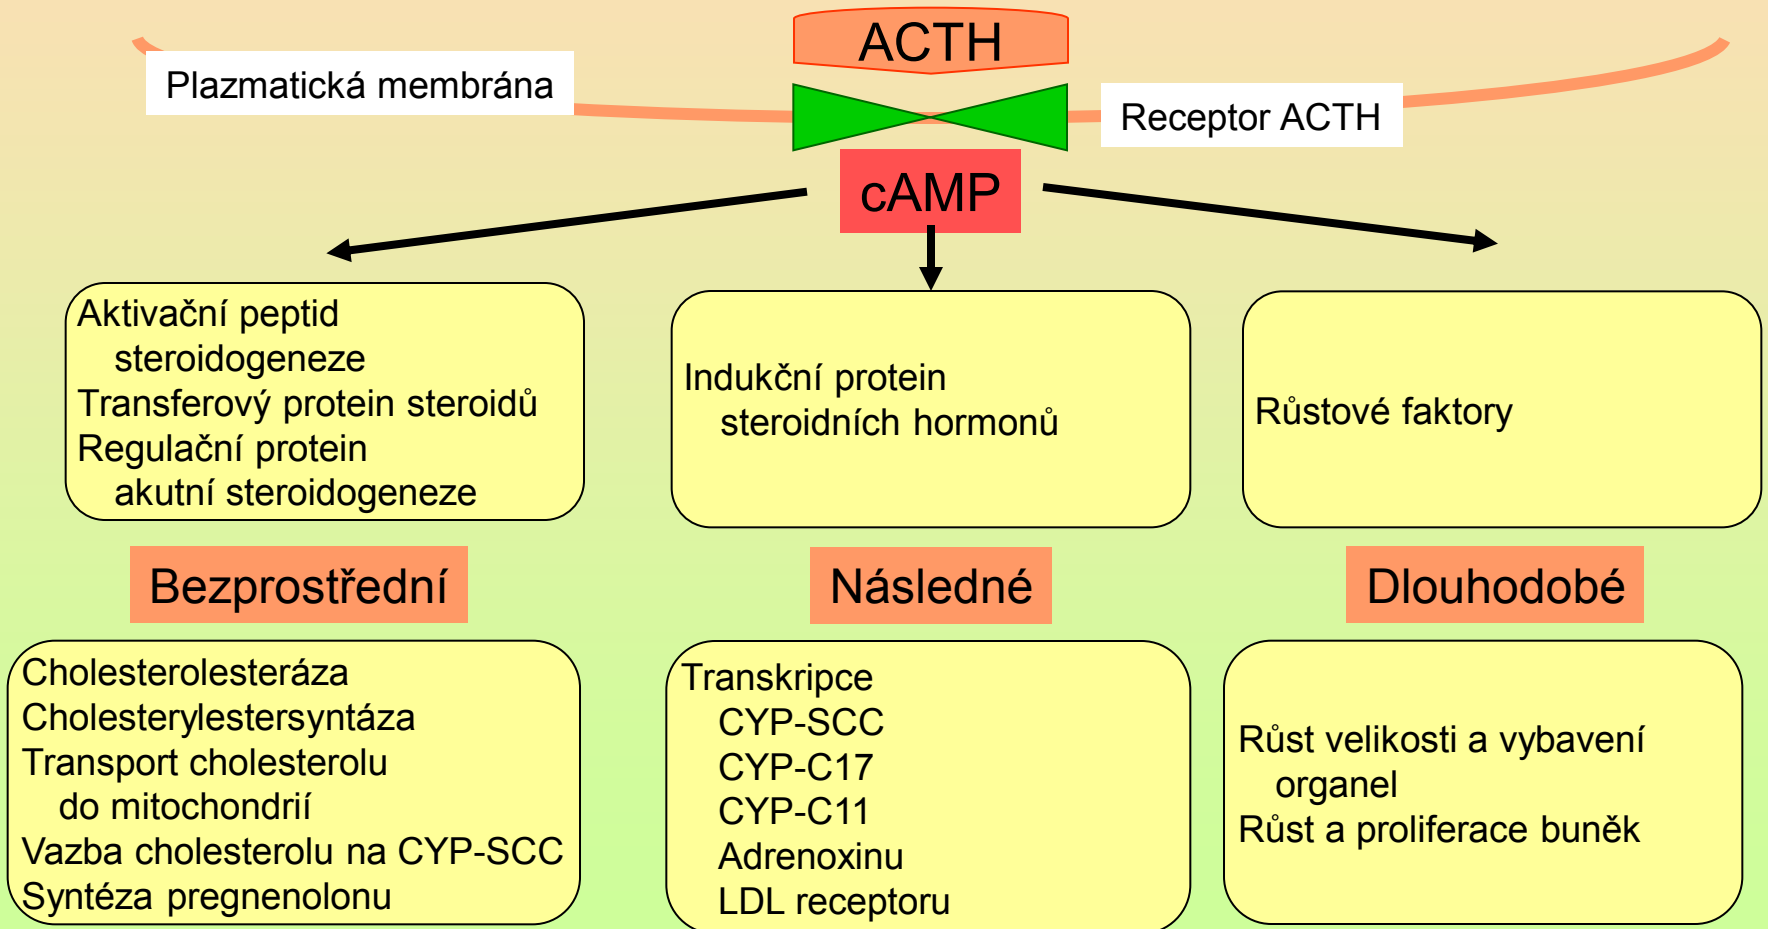 ACTH
Plazmatická membrána
Receptor ACTH
cAMP
Aktivační peptid
steroidogeneze
Transferový protein steroidů
Regulační protein
akutní steroidogeneze
Indukční protein
steroidních hormonů
Růstové faktory
Bezprostřední
Následné
Dlouhodobé
Cholesterolesteráza
Cholesterylestersyntáza
Transport cholesterolu
do mitochondrií
Vazba cholesterolu na CYP-SCC
Syntéza pregnenolonu
Transkripce
CYP-SCC
CYP-C17
CYP-C11
Adrenoxinu
LDL receptoru
Růst velikosti a vybavení
organel
Růst a proliferace buněk